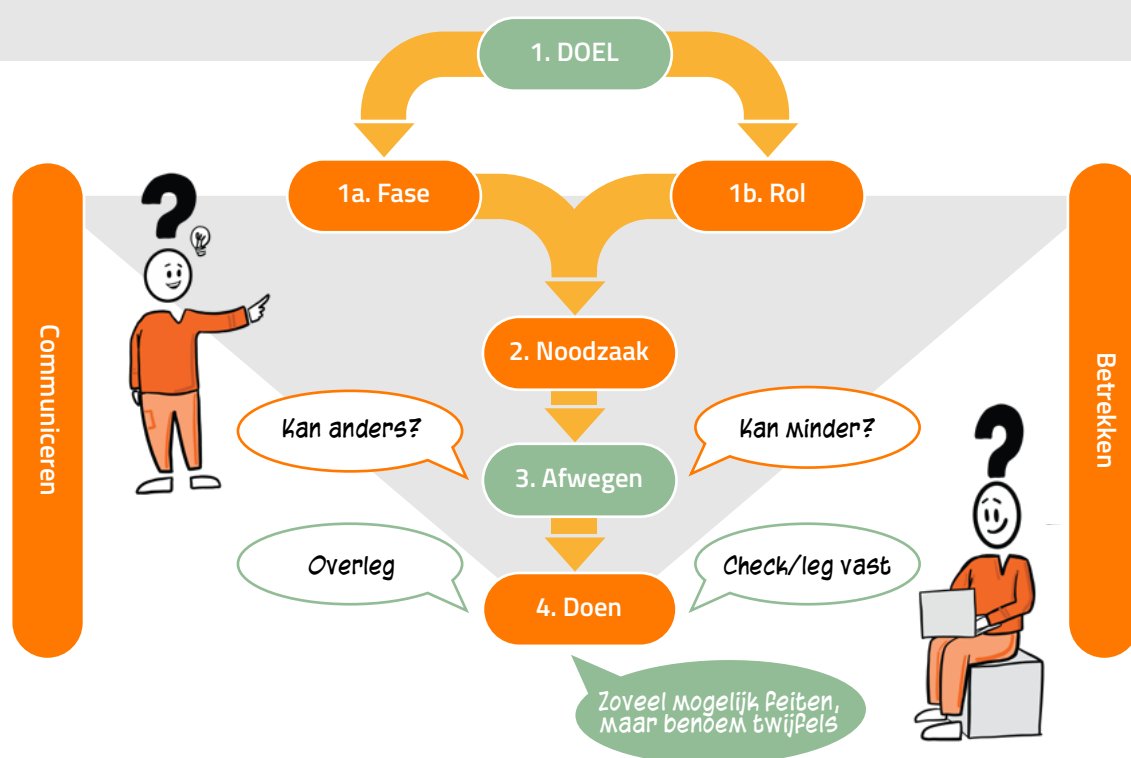 1. DOEL
1a. Fase
1b. Rol
Communiceren
Betrekken
2. Noodzaak
Kan anders?
Kan minder?
3. Afwegen
Overleg
Check/leg vast
4. Doen
Zoveel mogelijk feiten,
maar benoem twijfels